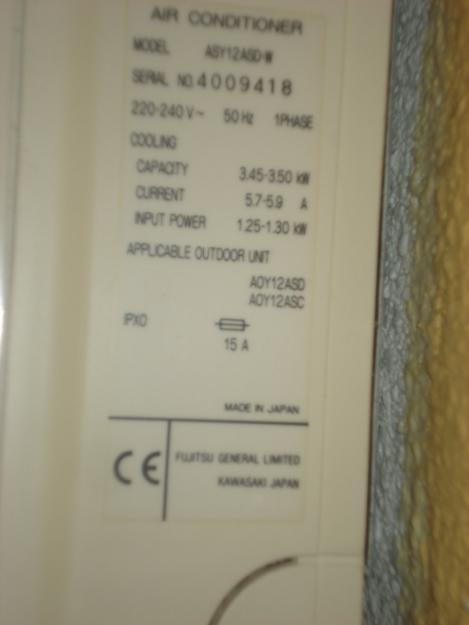 AIR CONDITIONER
MODEL ASY12ASD-W
SERIAL NO. 4009418
220-240 V~ 50 Hz 1PHASE
COOLING
CAPACITY 3.45-3.50 kW
CURRENT 5.7-5.9 A
INPUT POWER 1.25-1.30 kW
APPLICABLE OUTDOOR UNIT
AOY12ASD
AOY12ASC
IPX0
15 A
MADE IN JAPAN
CE
FUJITSU GENERAL LIMITED
KAWASAKI JAPAN